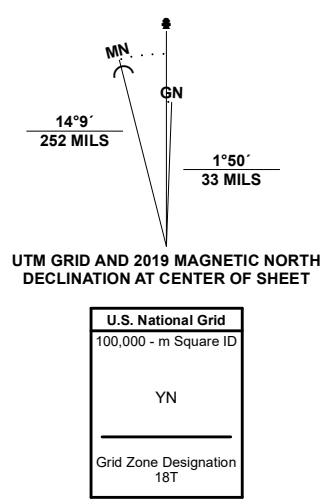 MN
GN
14°9´
252 MILS
1°50´
33 MILS
UTM GRID AND 2019 MAGNETIC NORTH
DECLINATION AT CENTER OF SHEET
U.S. National Grid
100,000 - m Square ID
YN
Grid Zone Designation
18T